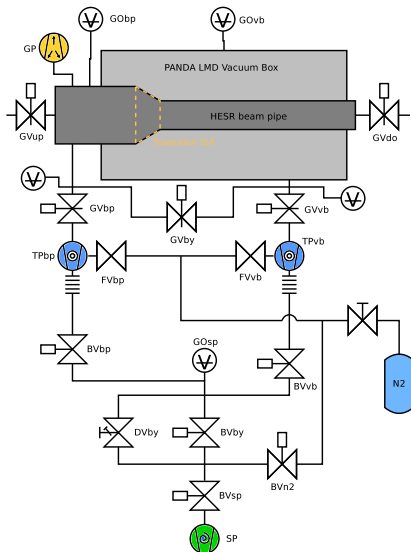 GObp
GOvb
GP
PANDA LMD Vacuum Box
HESR beam pipe
GVup
GVdo
GVbp
GVvb
GVby
TPbp
TPvb
FVbp
FVvb
BVbp
GOsp
BVvb
N2
DVby
BVby
BVn2
BVsp
SP